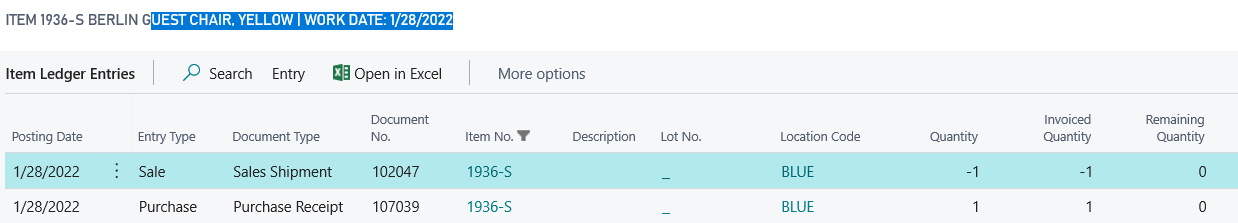 ITEM 1936-S BERLIN GUEST CHAIR, YELLOW | WORK DATE: 1/28/2022
Item Ledger Entries Search Entry Open in Excel More options
Posting Date Entry Type Document Type Document No. Item No. Description Lot No. Location Code Quantity Invoiced Quantity Remaining Quantity
1/28/2022 Sale Sales Shipment 102047 1936-S _ BLUE -1 -1 0
1/28/2022 Purchase Purchase Receipt 107039 1936-S _ BLUE 1 1 0